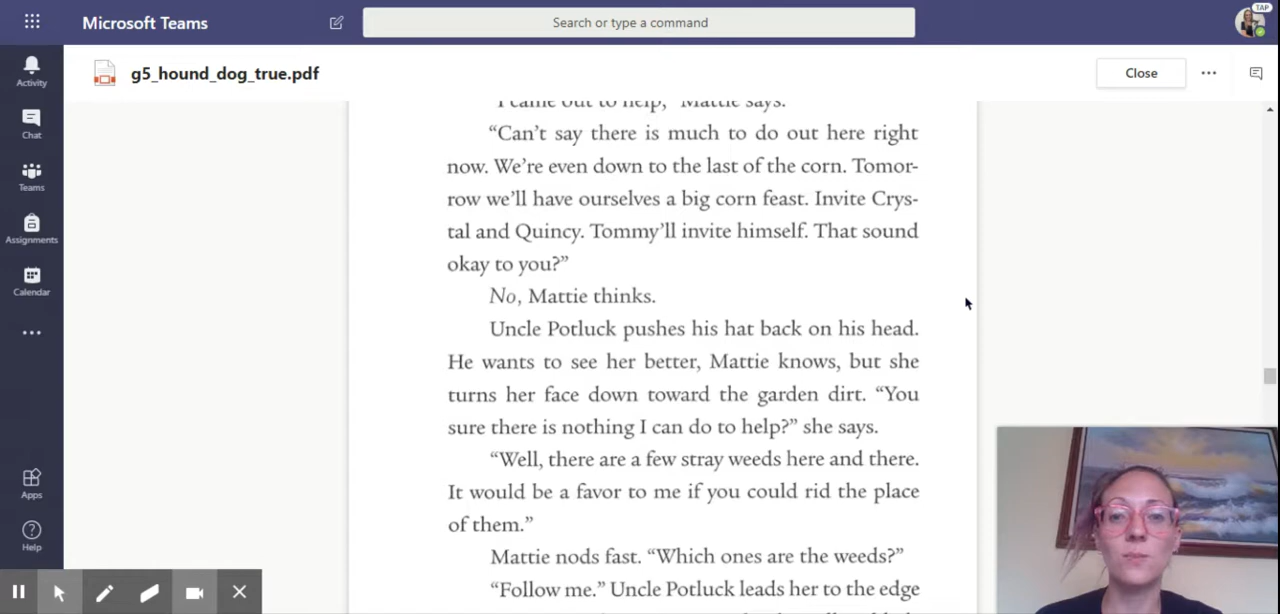 Microsoft Teams
Search or type a command
TAP
Activity
Chat
Teams
Assignments
Calendar
Apps
Help
g5_hound_dog_true.pdf
Close
I came out to help,” Mattie says.
“Can’t say there is much to do out here right
now. We’re even down to the last of the corn. Tomor-
row we’ll have ourselves a big corn feast. Invite Crys-
tal and Quincy. Tommy’ll invite himself. That sound
okay to you?”
No, Mattie thinks.
Uncle Potluck pushes his hat back on his head.
He wants to see her better, Mattie knows, but she
turns her face down toward the garden dirt. “You
sure there is nothing I can do to help?” she says.
“Well, there are a few stray weeds here and there.
It would be a favor to me if you could rid the place
of them.”
Mattie nods fast. “Which ones are the weeds?”
“Follow me.” Uncle Potluck leads her to the edge